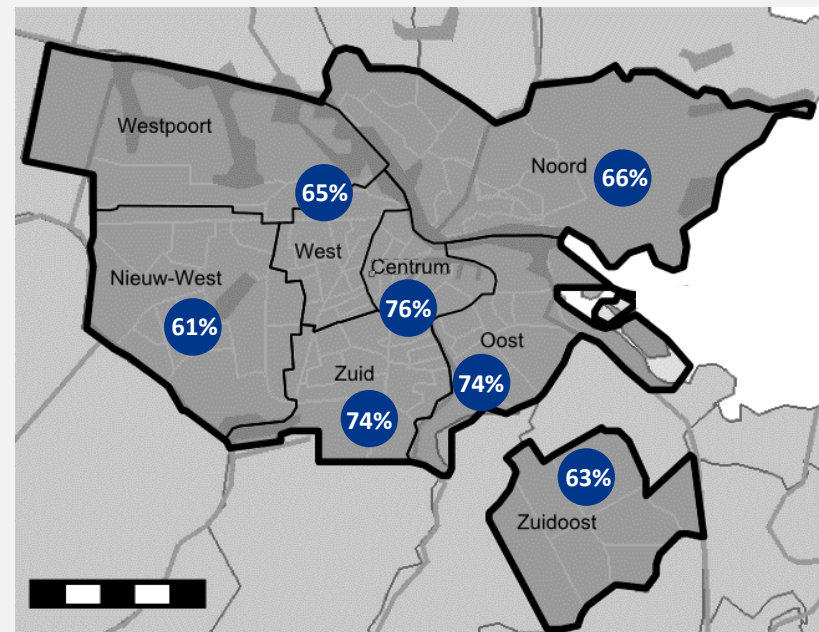 Westpoort
Noord
66%
65%
West
Centrum
Nieuw-West
76%
61%
Oost
Zuid
74%
74%
63%
Zuidoost